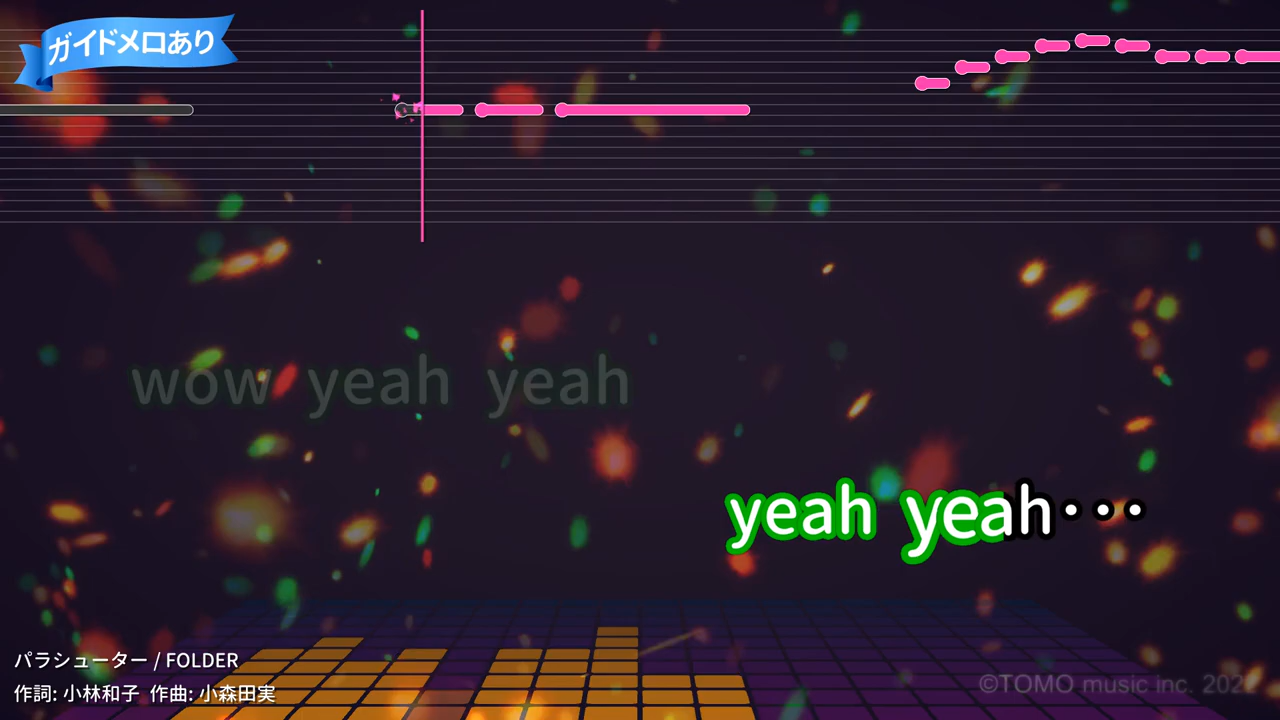 ガイドメロあり
wow yeah yeah
yeah yeah・・・
パラシューター / FOLDER
作詞: 小林和子 作曲: 小森田実
©TOMO music inc. 202